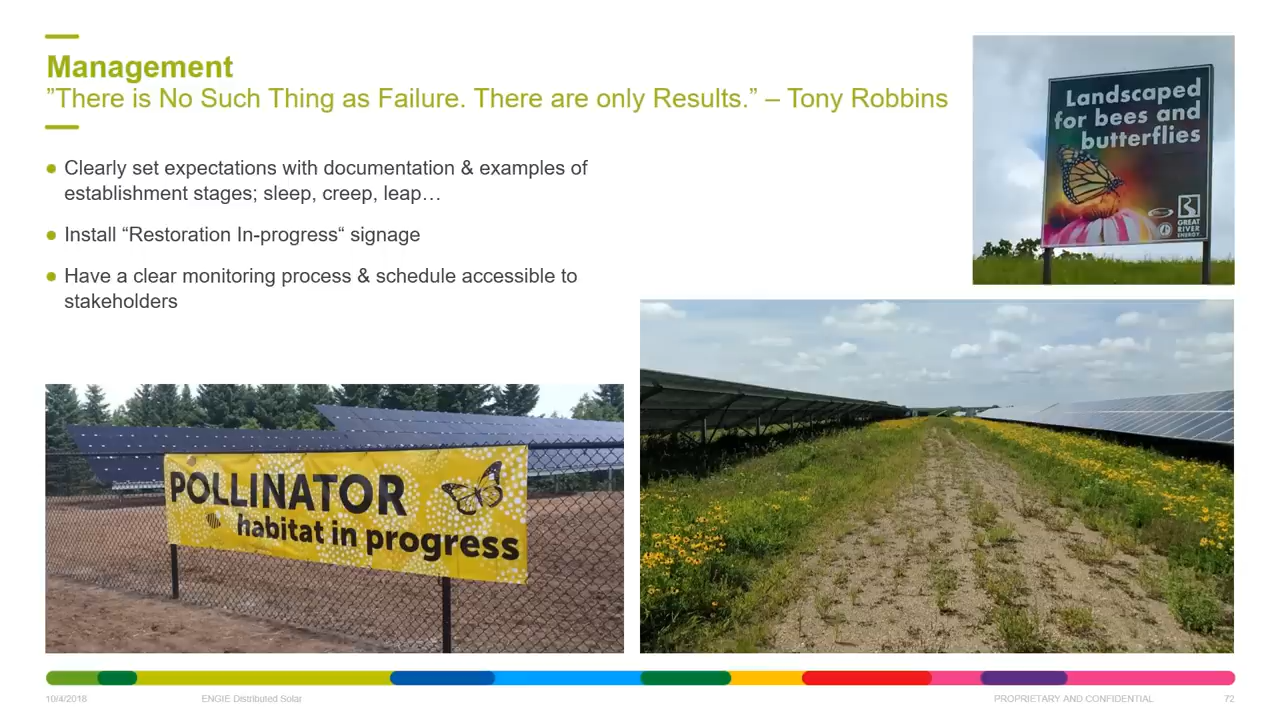 Management
”There is No Such Thing as Failure. There are only Results.” – Tony Robbins
Clearly set expectations with documentation & examples of
establishment stages; sleep, creep, leap…
Install “Restoration In-progress“ signage
Have a clear monitoring process & schedule accessible to
stakeholders
Landscaped
for bees and
butterflies
GREAT
RIVER
ENERGY
POLLINATOR
habitat in progress
10/4/2018
ENGIE Distributed Solar
PROPRIETARY AND CONFIDENTIAL
72